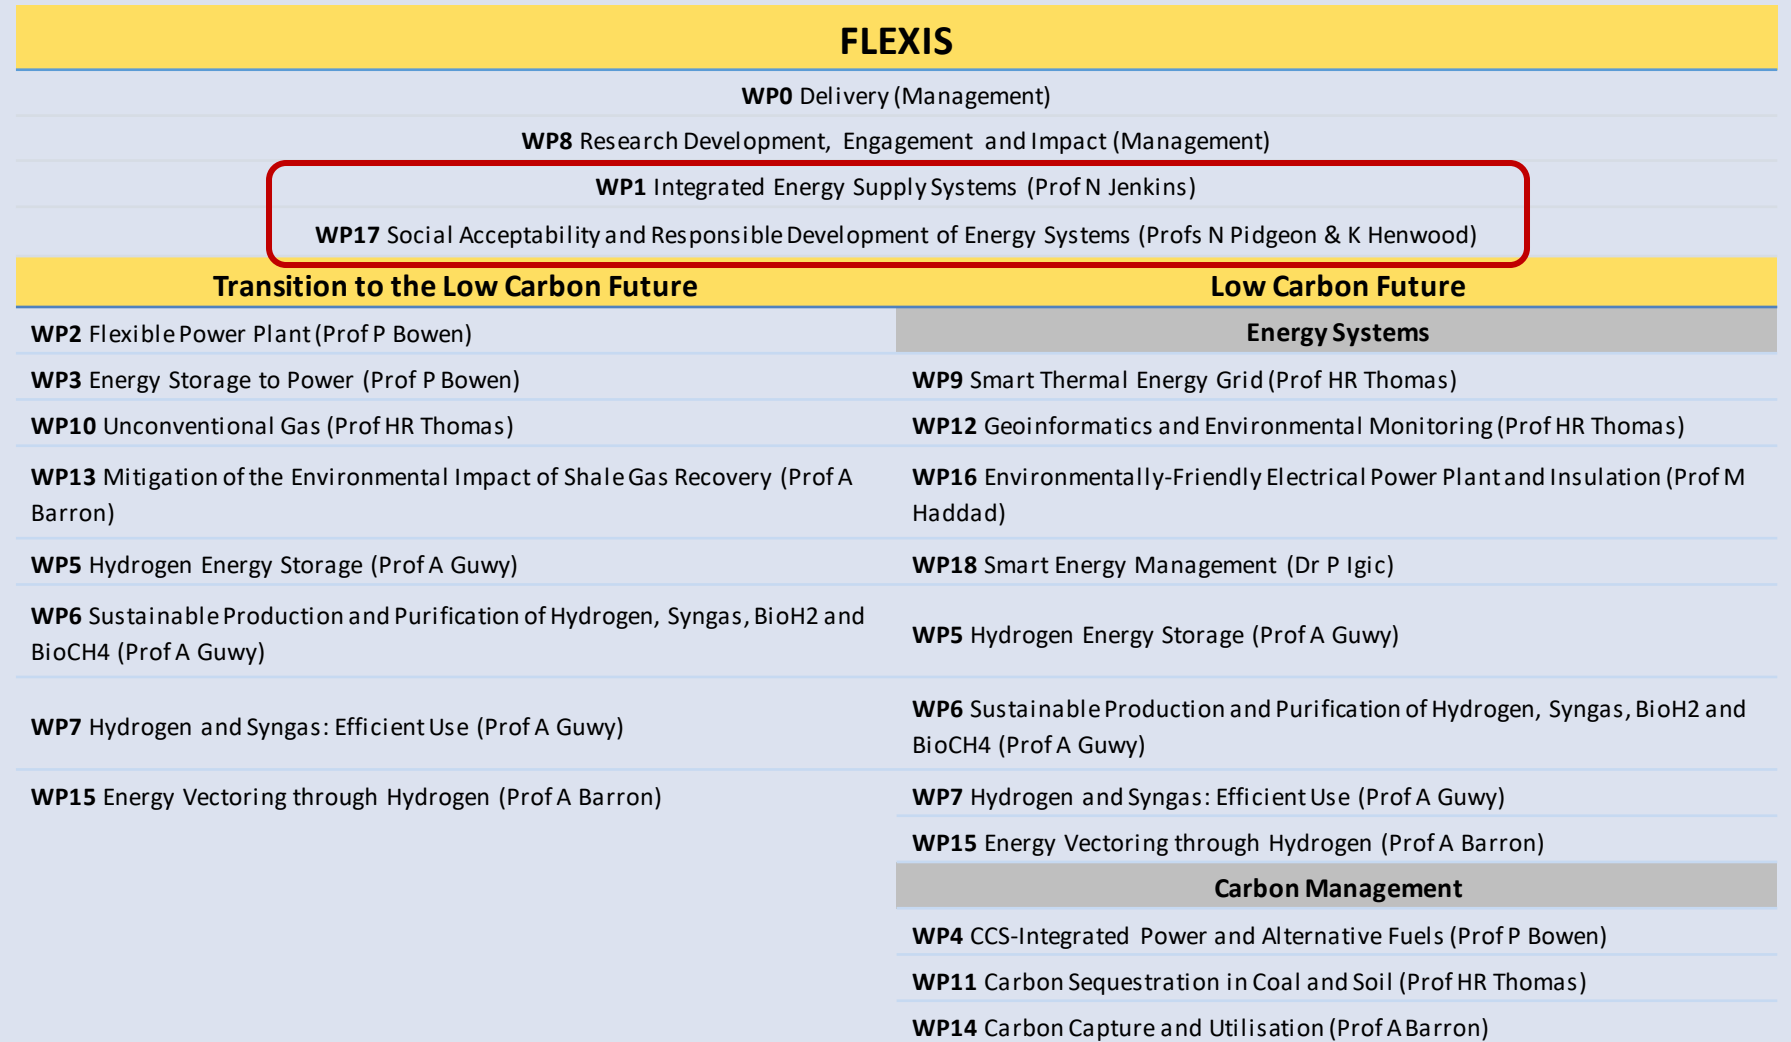 FLEXIS
WP0 Delivery (Management)
WP8 Research Development, Engagement and Impact (Management)
WP1 Integrated Energy Supply Systems (Prof N Jenkins)
WP17 Social Acceptability and Responsible Development of Energy Systems (Profs N Pidgeon & K Henwood)
Transition to the Low Carbon Future
WP2 Flexible Power Plant (Prof P Bowen)
WP3 Energy Storage to Power (Prof P Bowen)
WP10 Unconventional Gas (Prof HR Thomas)
WP13 Mitigation of the Environmental Impact of Shale Gas Recovery (Prof A
Barron)
WP5 Hydrogen Energy Storage (Prof A Guwy)
WP6 Sustainable Production and Purification of Hydrogen, Syngas, BioH2 and
BioCH4 (Prof A Guwy)
WP7 Hydrogen and Syngas: Efficient Use (Prof A Guwy)
WP15 Energy Vectoring through Hydrogen (Prof A Barron)
Low Carbon Future
Energy Systems
WP9 Smart Thermal Energy Grid (Prof HR Thomas)
WP12 Geoinformatics and Environmental Monitoring (Prof HR Thomas)
WP16 Environmentally-Friendly Electrical Power Plant and Insulation (Prof M
Haddad)
WP18 Smart Energy Management (Dr P Igic)
WP5 Hydrogen Energy Storage (Prof A Guwy)
WP6 Sustainable Production and Purification of Hydrogen, Syngas, BioH2 and
BioCH4 (Prof A Guwy)
WP7 Hydrogen and Syngas: Efficient Use (Prof A Guwy)
WP15 Energy Vectoring through Hydrogen (Prof A Barron)
Carbon Management
WP4 CCS-Integrated Power and Alternative Fuels (Prof P Bowen)
WP11 Carbon Sequestration in Coal and Soil (Prof HR Thomas)
WP14 Carbon Capture and Utilisation (Prof A Barron)